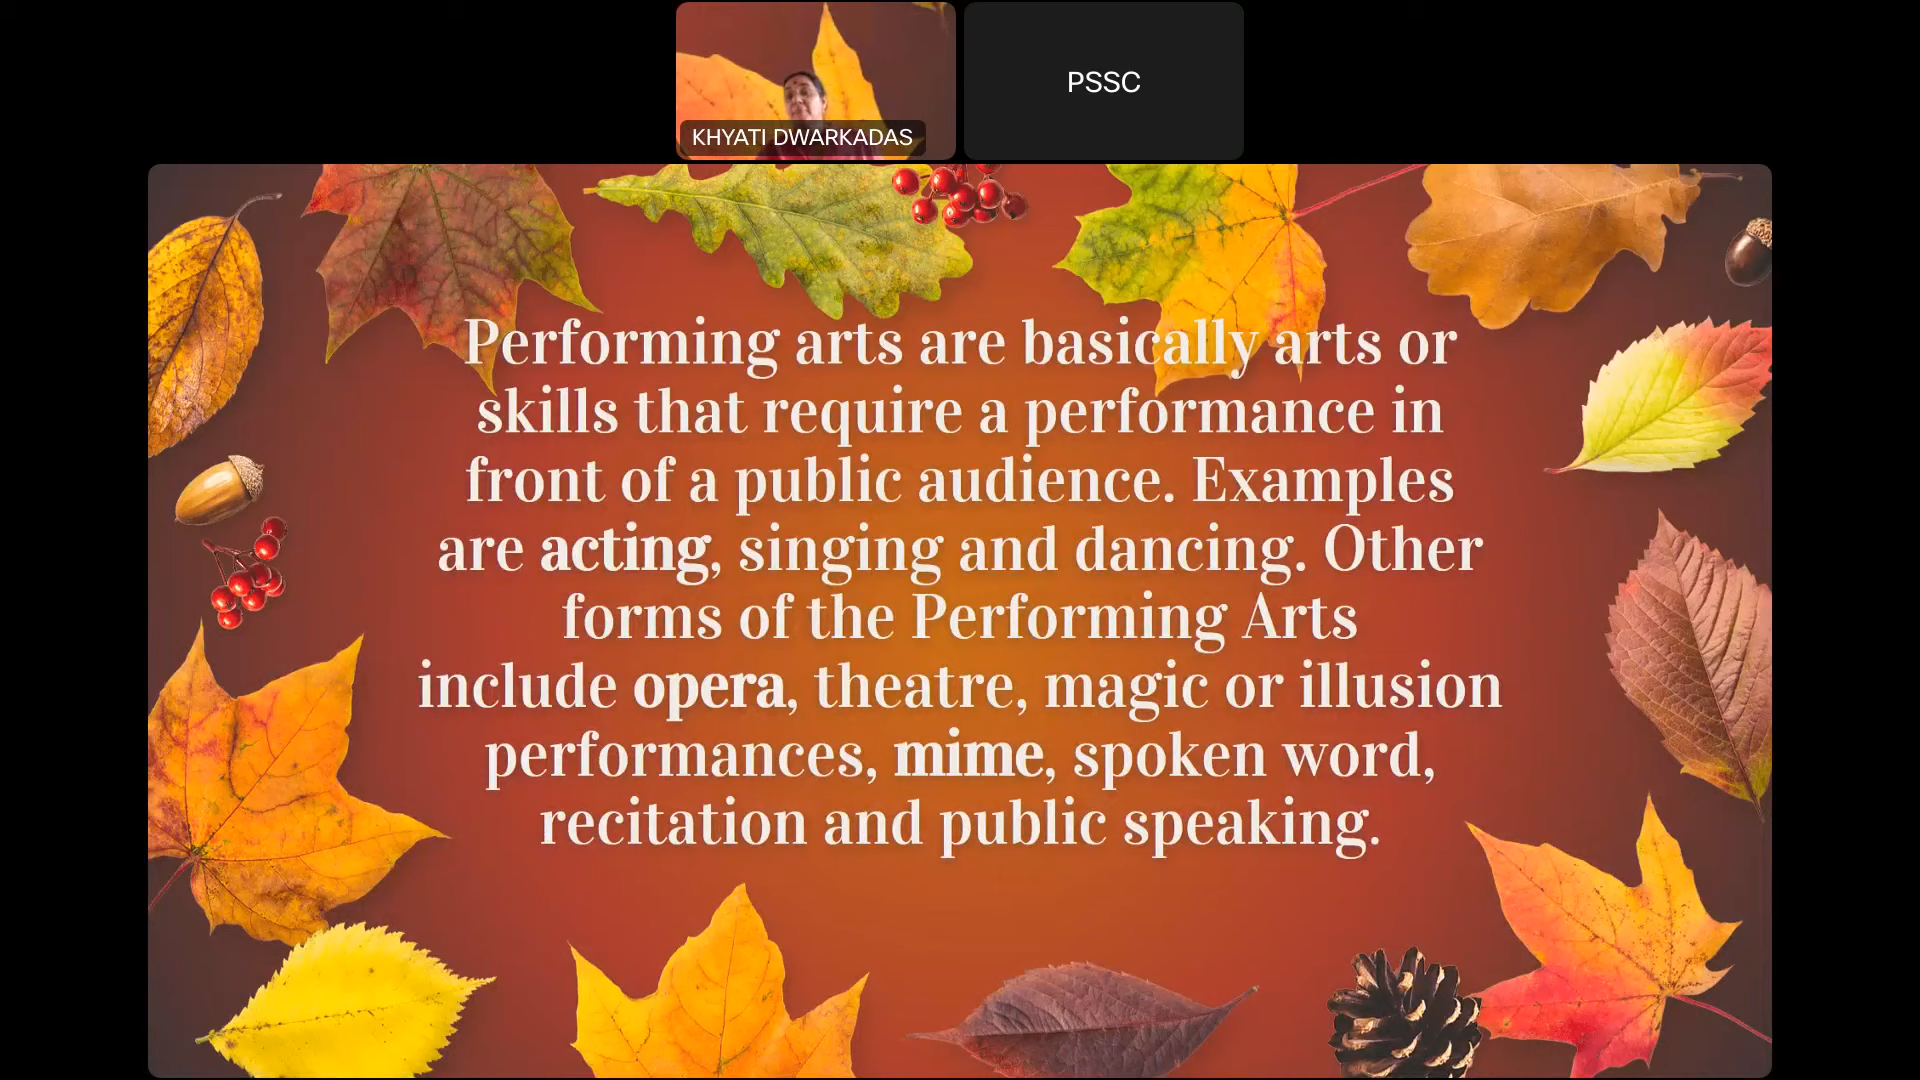 KHYATI DWARKADAS
PSSC
Performing arts are basically arts or
skills that require a performance in
front of a public audience. Examples
are acting, singing and dancing. Other
forms of the Performing Arts
include opera, theatre, magic or illusion
performances, mime, spoken word,
recitation and public speaking.